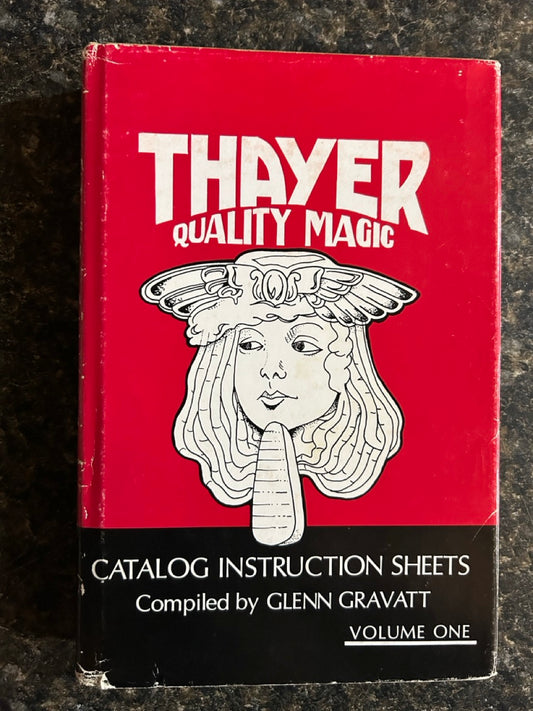 THAYER
QUALITY MAGIC
CATALOG INSTRUCTION SHEETS
Compiled by GLENN GRAVATT
VOLUME ONE